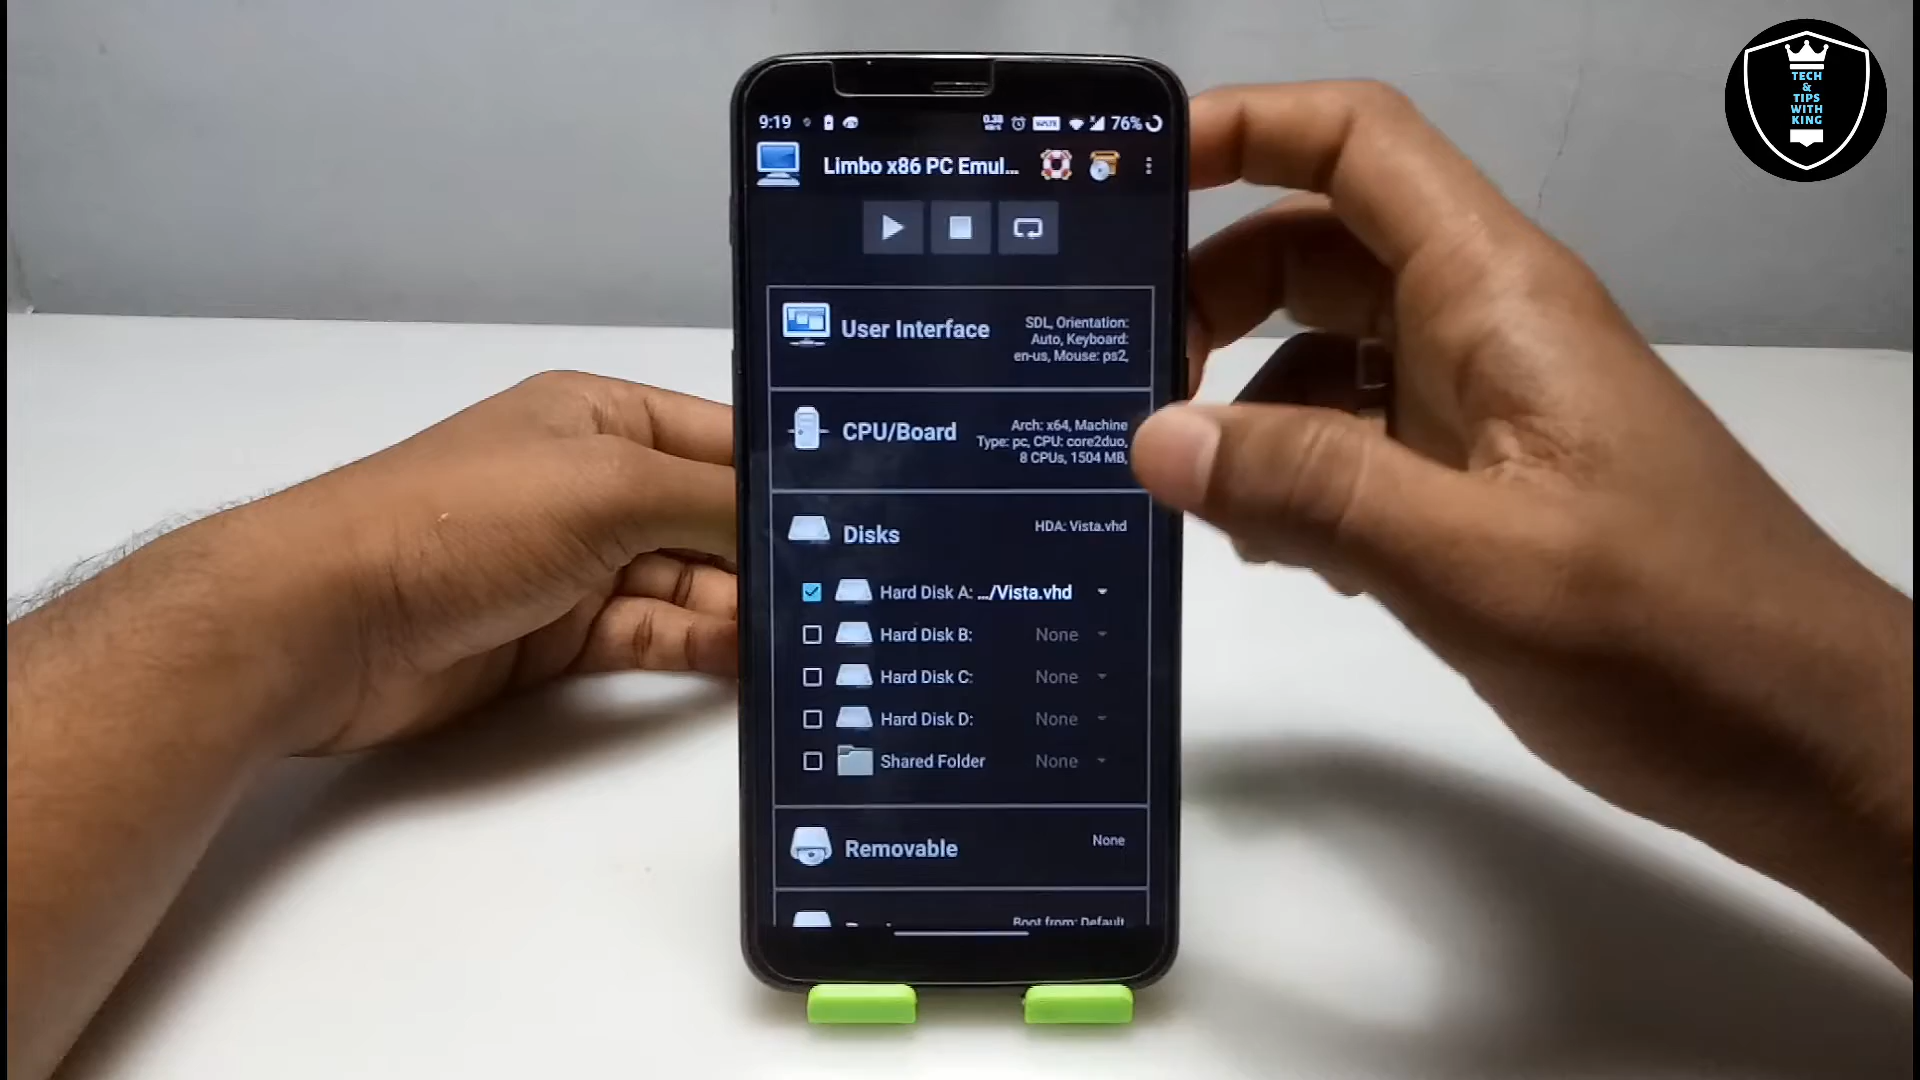 TECH
&
TIPS
WITH
KING
9:19
0.38
76%
Limbo x86 PC Emul...
User Interface
SDL, Orientation:
Auto, Keyboard:
en-us, Mouse: ps2,
CPU/Board
Arch: x64, Machine
Type: pc, CPU: core2duo,
8 CPUs, 1504 MB,
Disks
HDA: Vista.vhd
Hard Disk A: .../Vista.vhd
Hard Disk B: None
Hard Disk C: None
Hard Disk D: None
Shared Folder None
Removable
None
Boot from: Default